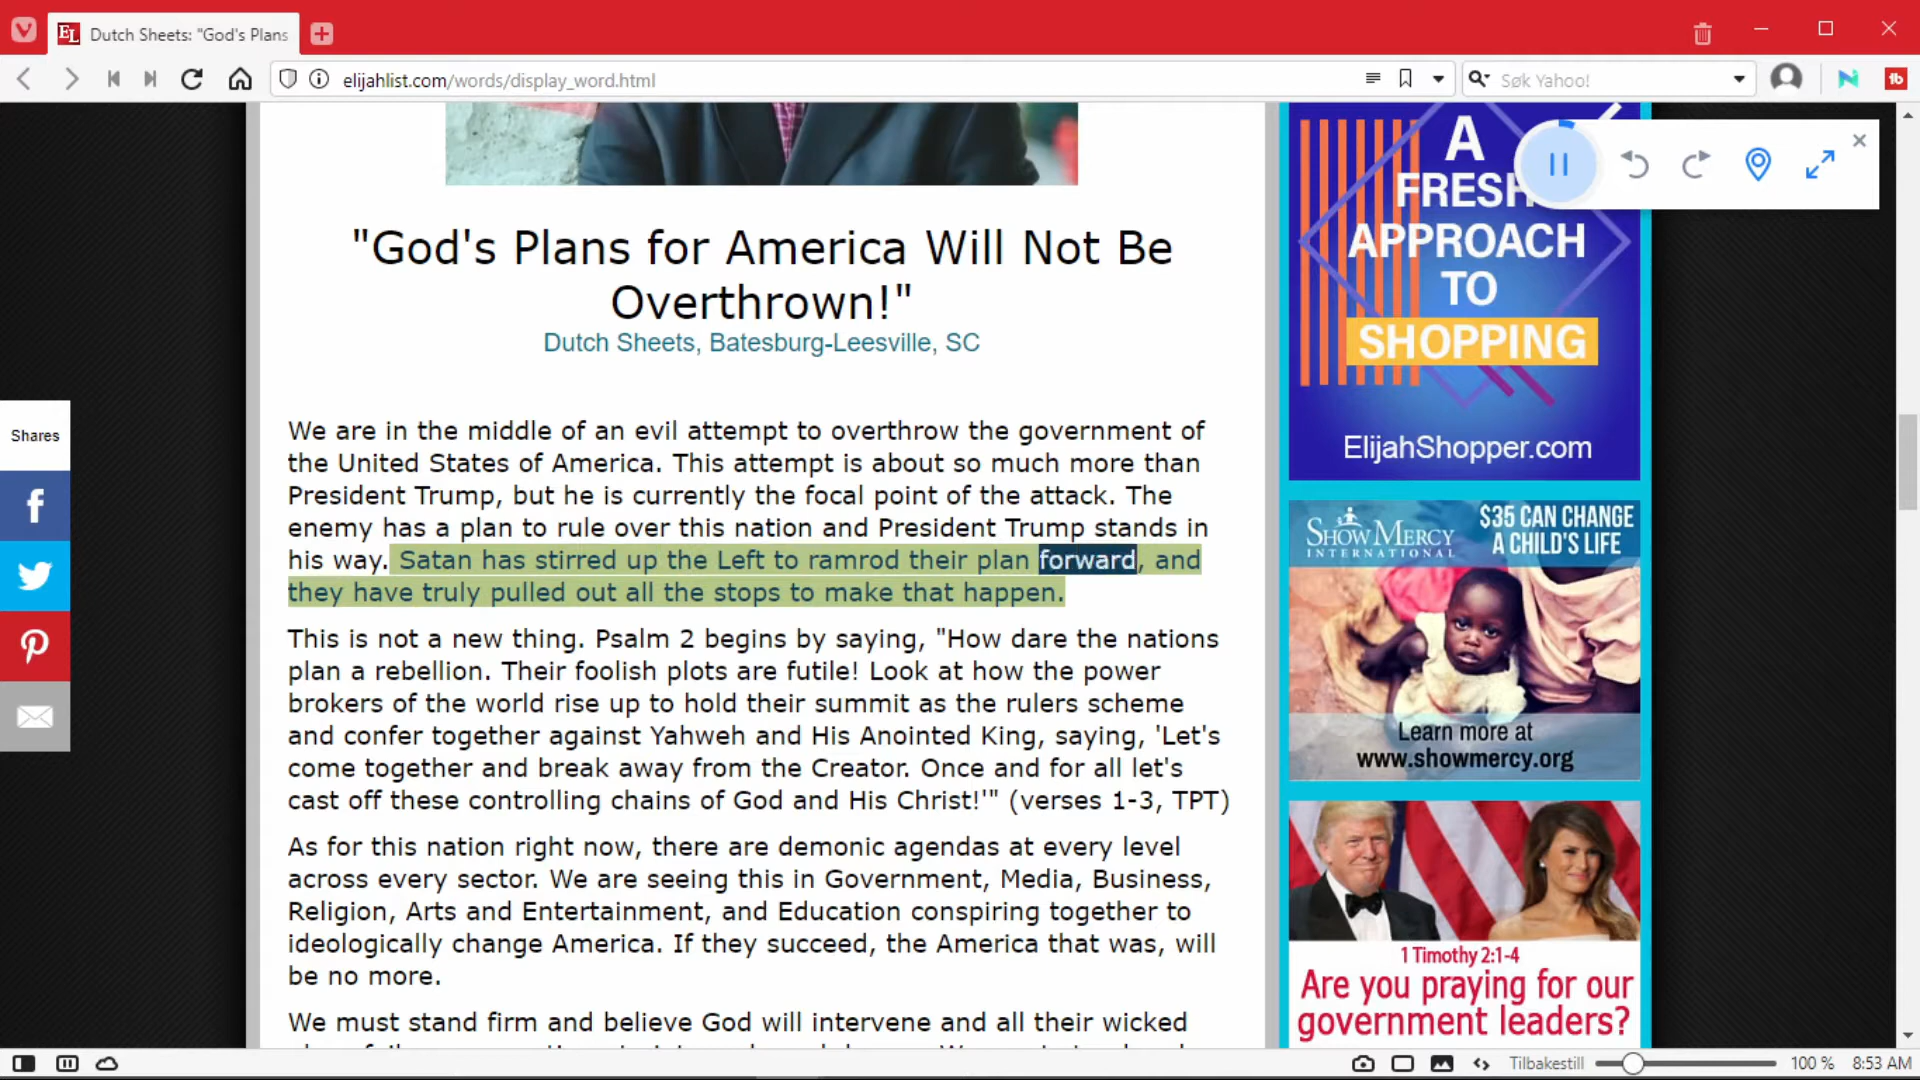 EL Dutch Sheets: "God's Plans
elijahlist.com/words/display_word.html
Søk Yahoo!
"God's Plans for America Will Not Be
Overthrown!"
Dutch Sheets, Batesburg-Leesville, SC
We are in the middle of an evil attempt to overthrow the government of
the United States of America. This attempt is about so much more than
President Trump, but he is currently the focal point of the attack. The
enemy has a plan to rule over this nation and President Trump stands in
his way. Satan has stirred up the Left to ramrod their plan forward, and
they have truly pulled out all the stops to make that happen.
This is not a new thing. Psalm 2 begins by saying, "How dare the nations
plan a rebellion. Their foolish plots are futile! Look at how the power
brokers of the world rise up to hold their summit as the rulers scheme
and confer together against Yahweh and His Anointed King, saying, 'Let's
come together and break away from the Creator. Once and for all let's
cast off these controlling chains of God and His Christ!'" (verses 1-3, TPT)
As for this nation right now, there are demonic agendas at every level
across every sector. We are seeing this in Government, Media, Business,
Religion, Arts and Entertainment, and Education conspiring together to
ideologically change America. If they succeed, the America that was, will
be no more.
We must stand firm and believe God will intervene and all their wicked
Shares
A
FRESH
APPROACH
TO
SHOPPING
ElijahShopper.com
SHOW MERCY
INTERNATIONAL
$35 CAN CHANGE
A CHILD'S LIFE
Learn more at
www.showmercy.org
1 Timothy 2:1-4
Are you praying for our
government leaders?
Tilbakestill
100 %
8:53 AM